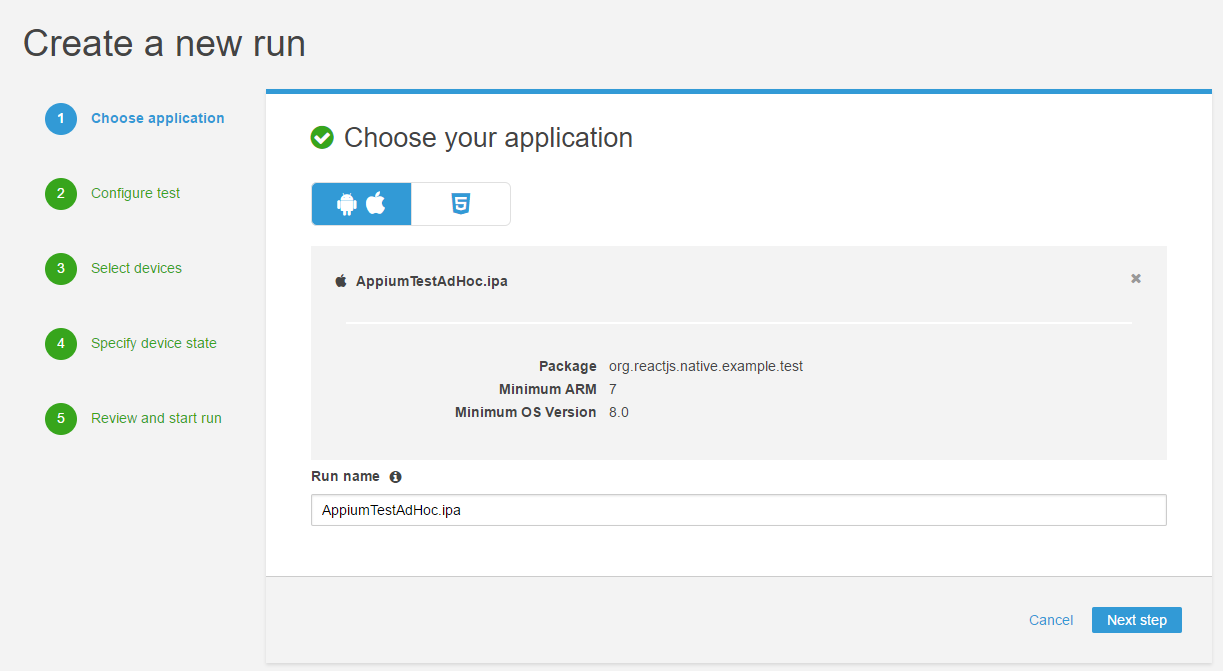 Create a new run
1 Choose application
2 Configure test
3 Select devices
4 Specify device state
5 Review and start run
Choose your application
5
AppiumTestAdHoc.ipa
Package org.reactjs.native.example.test
Minimum ARM 7
Minimum OS Version 8.0
Run name
AppiumTestAdHoc.ipa
Cancel Next step